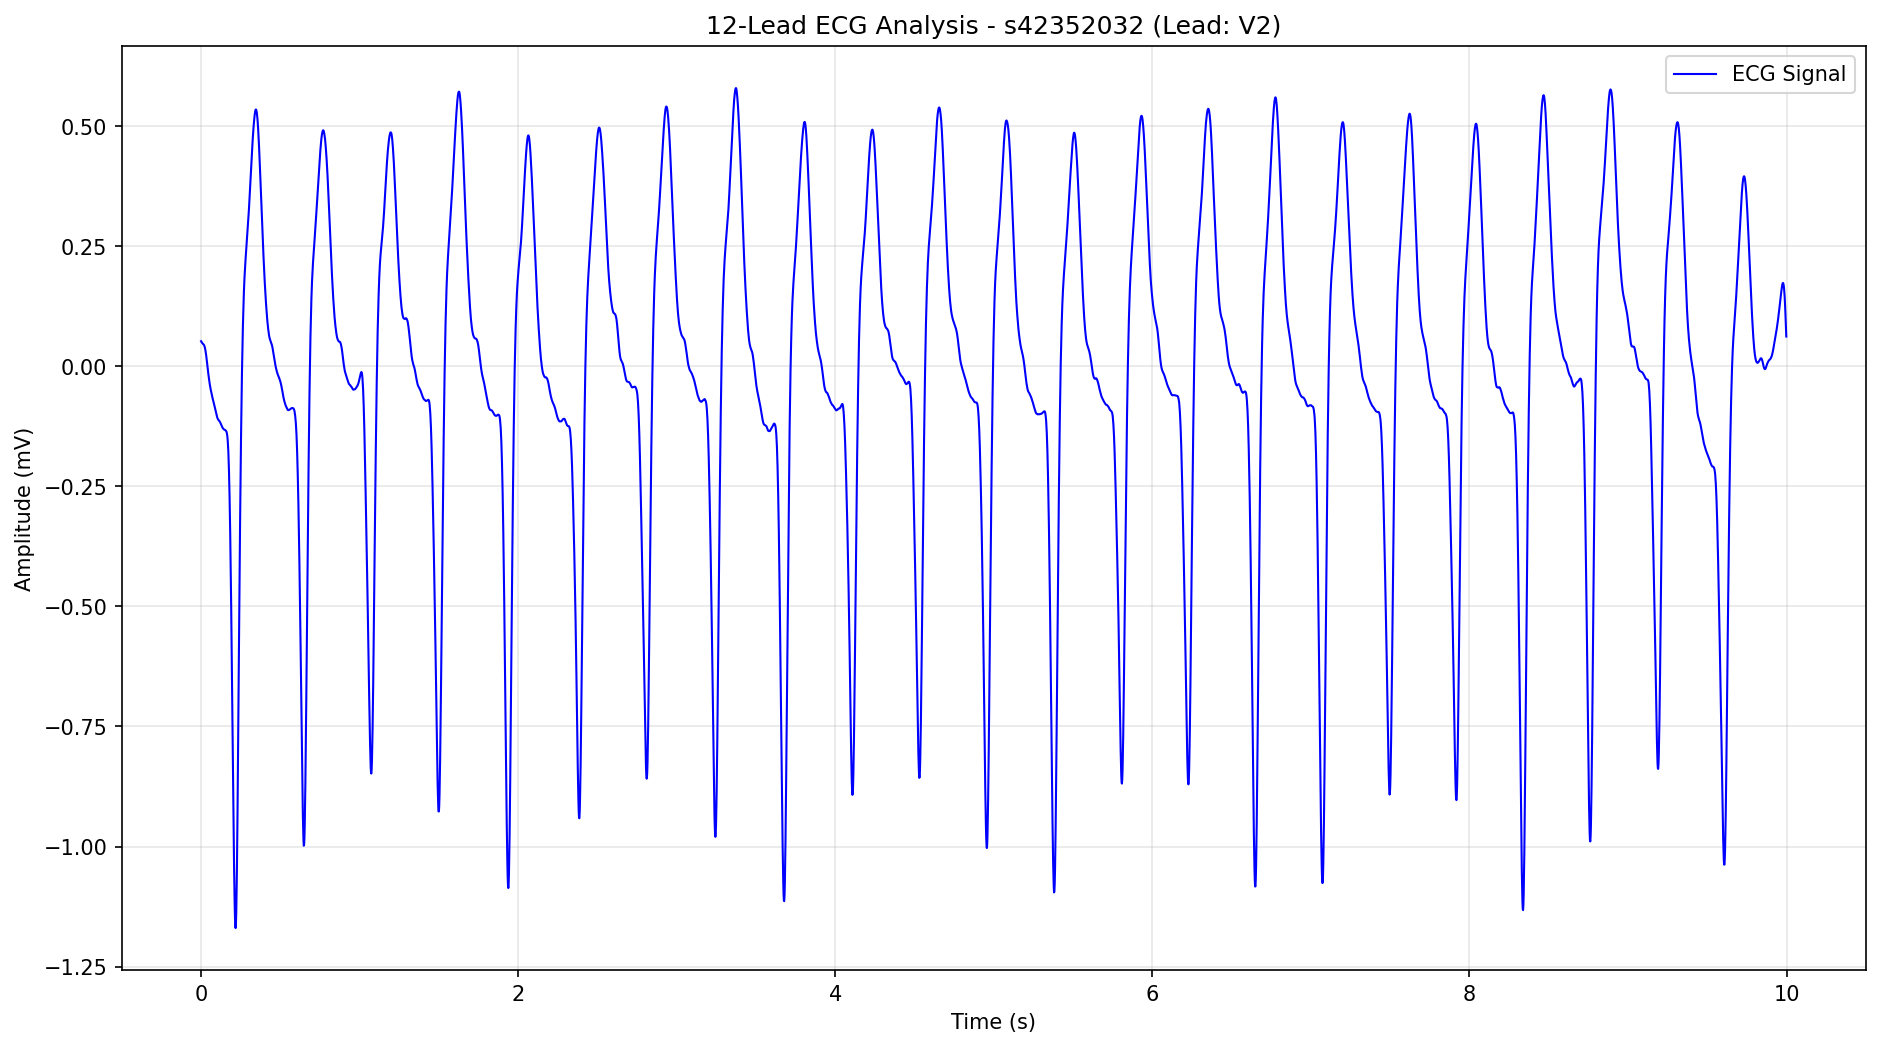 12-Lead ECG Analysis - s42352032 (Lead: V2)
ECG Signal
0.50
0.25
0.00
−0.25
−0.50
−0.75
−1.00
−1.25
Amplitude (mV)
0 2 4 6 8 10
Time (s)